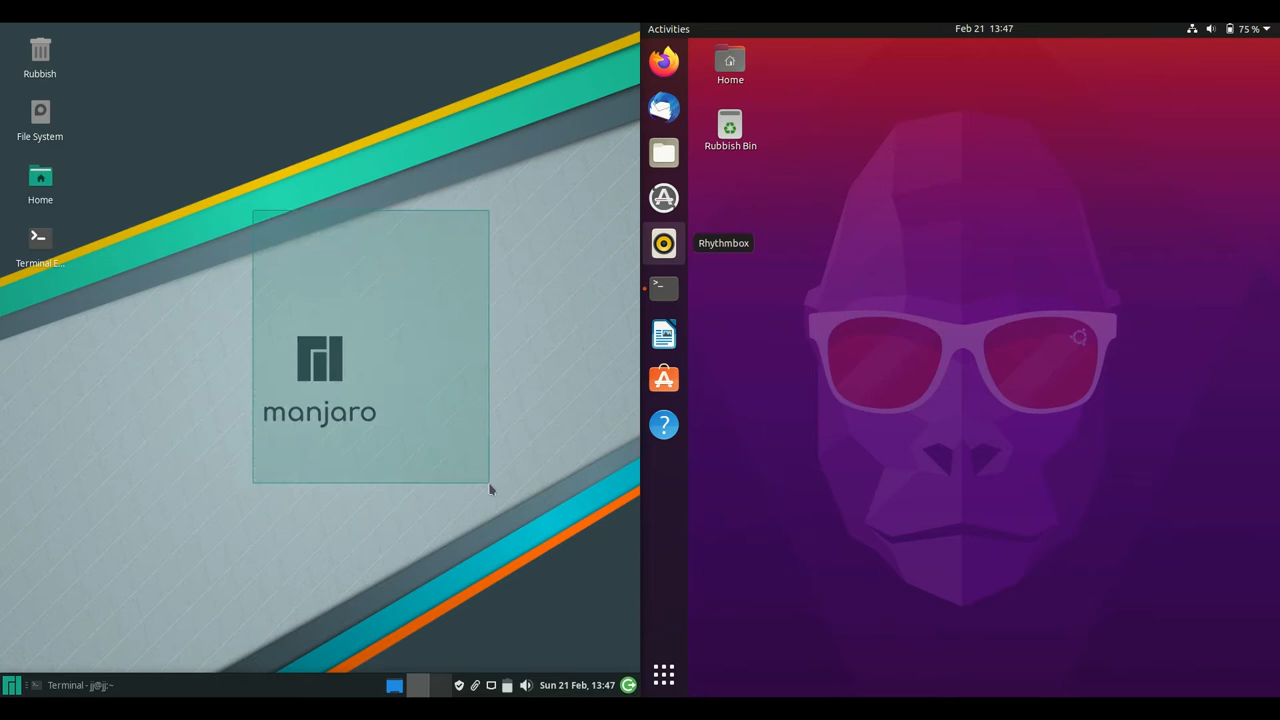 Rubbish
File System
Home
Terminal E...
manjaro
Terminal - jj@jj:~
Sun 21 Feb, 13:47
Activities
Feb 21 13:47
75 %
Home
Rubbish Bin
Rhythmbox